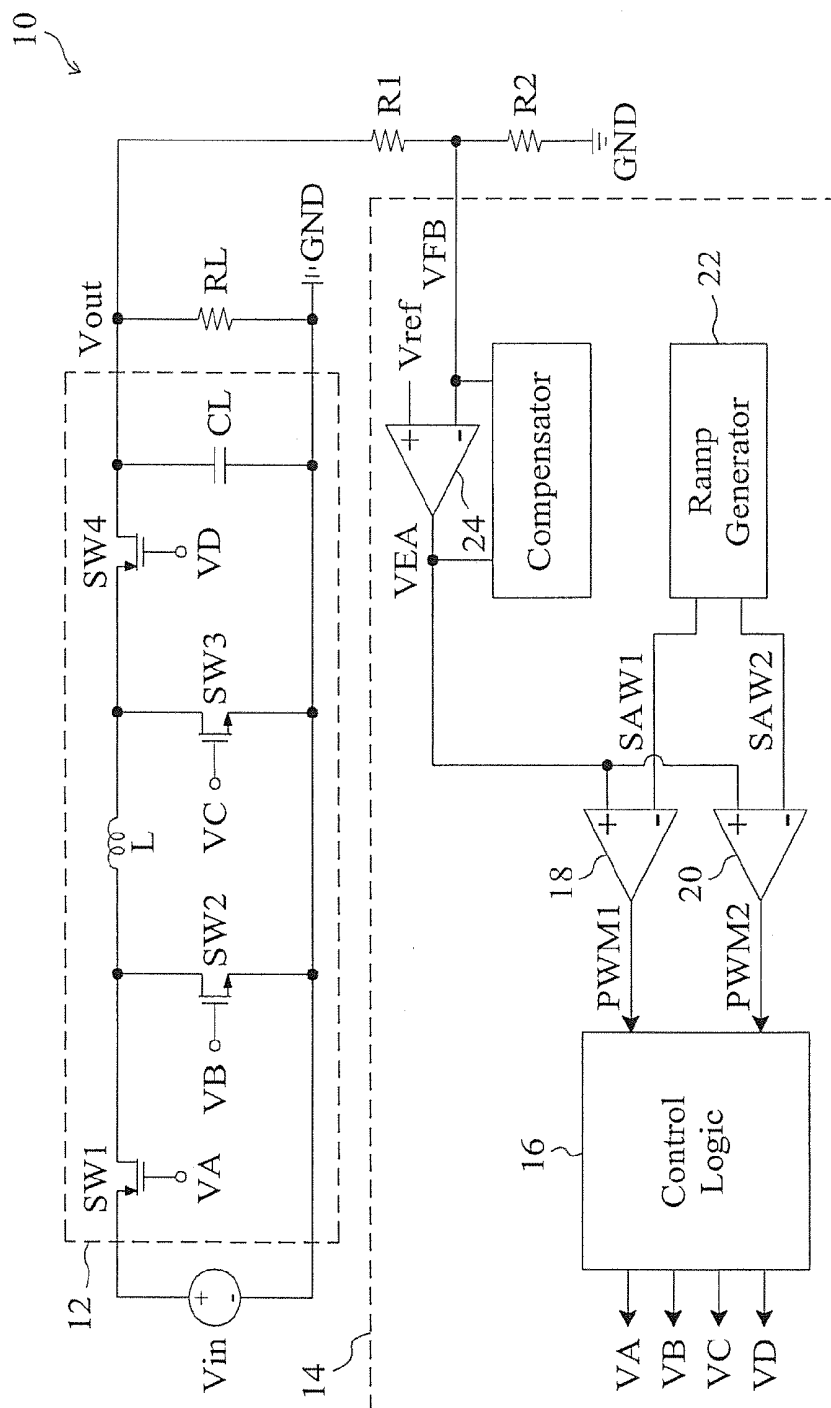 10
12
SW1
VA
SW2
VB
L
SW3
VC
SW4
VD
CL
Vout
RL
GND
Vin
R1
R2
GND
14
VFB
Vref
+
-
24
VEA
Compensator
Ramp
Generator
22
SAW1
SAW2
+
-
18
+
-
20
PWM1
PWM2
16
Control
Logic
VA
VB
VC
VD
+
-